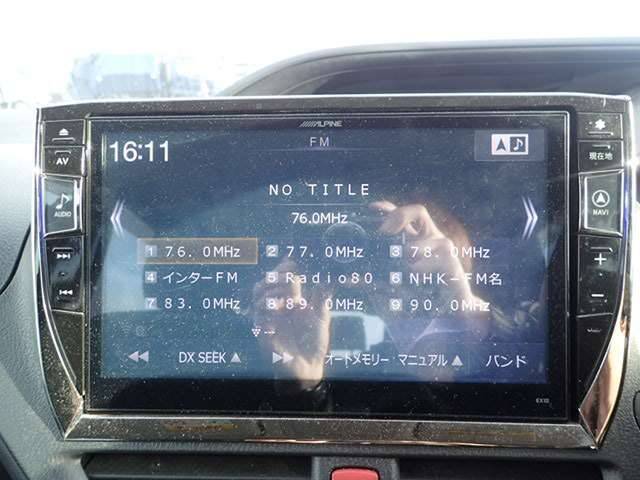 ALPINE
FM
16:11
AV
AUDIO
現在地
NAVI
NO TITLE
76.0MHz
1 76.0MHz 2 77.0MHz 3 78.0MHz
4 インターFM 5 Radio80 6 NHK-FM名
7 83.0MHz 8 89.0MHz 9 90.0MHz
DX SEEK オートメモリー マニュアル バンド